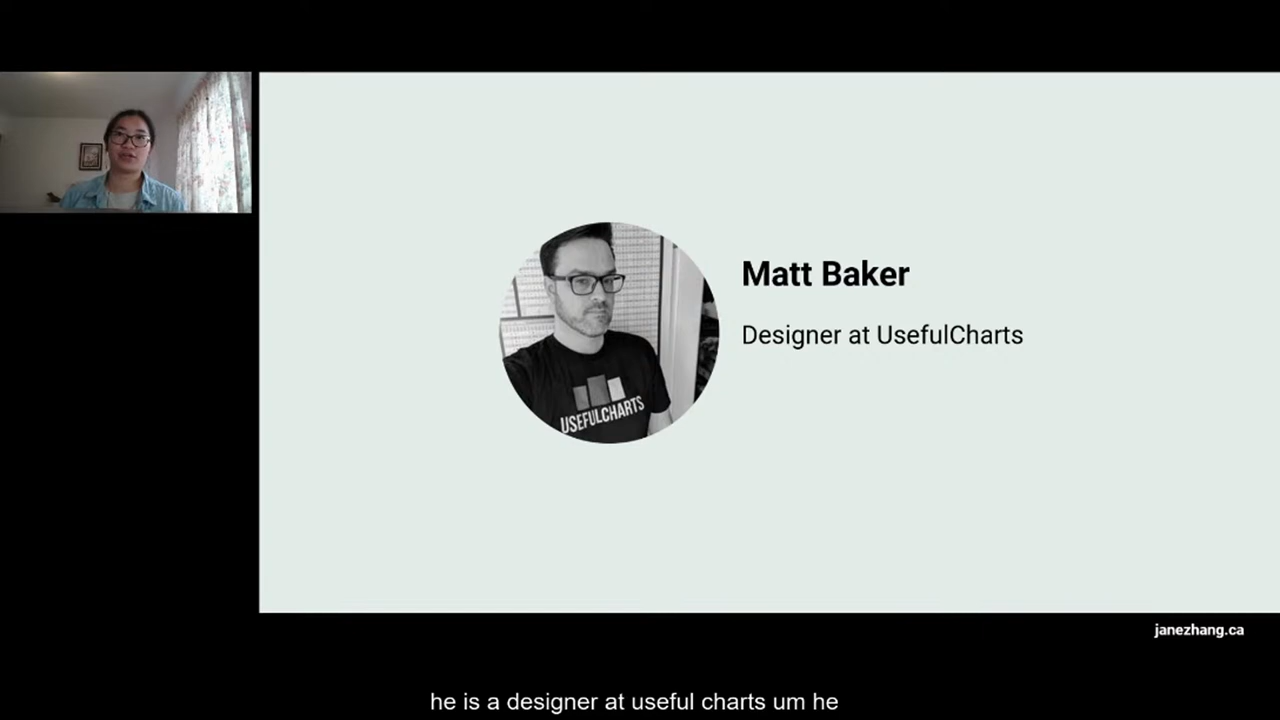 Matt Baker
Designer at UsefulCharts
USEFULCHARTS
janezhang.ca
he is a designer at useful charts um he